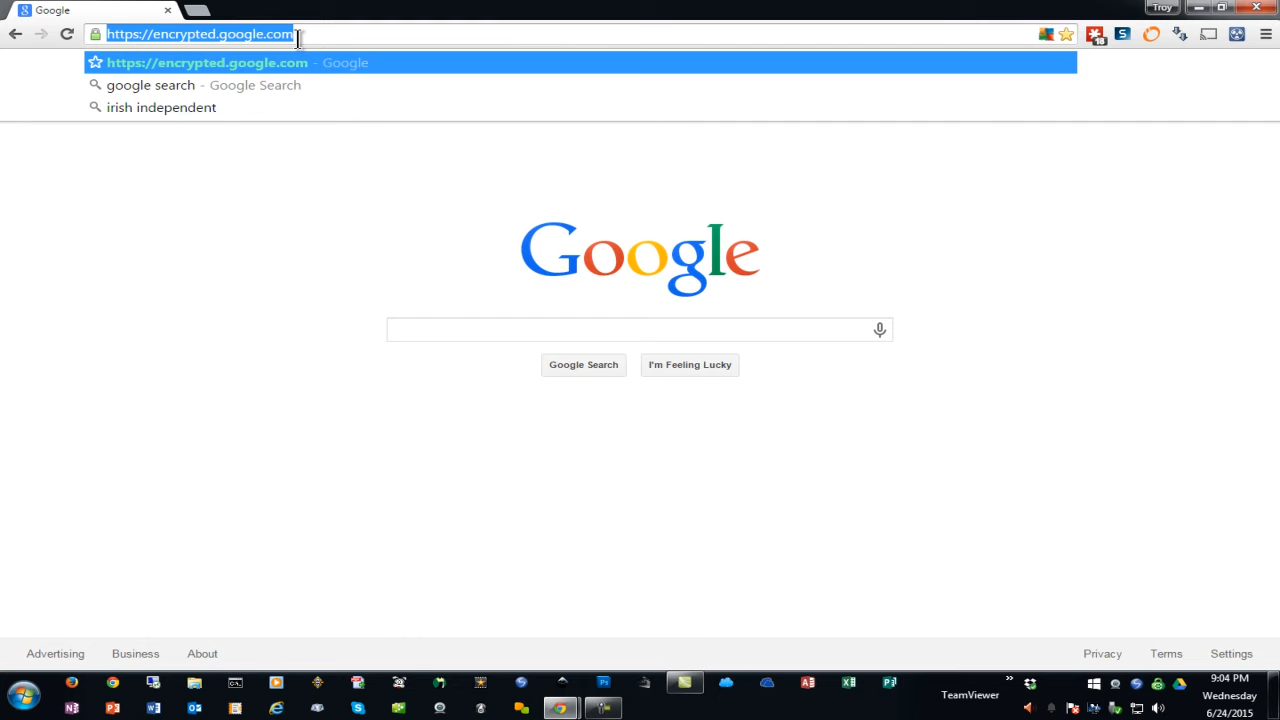 Google
Troy
https://encrypted.google.com
18
https://encrypted.google.com - Google
google search - Google Search
irish independent
Google
Google Search
I'm Feeling Lucky
Advertising
Business
About
Privacy
Terms
Settings
TeamViewer
9:04 PM
Wednesday
6/24/2015